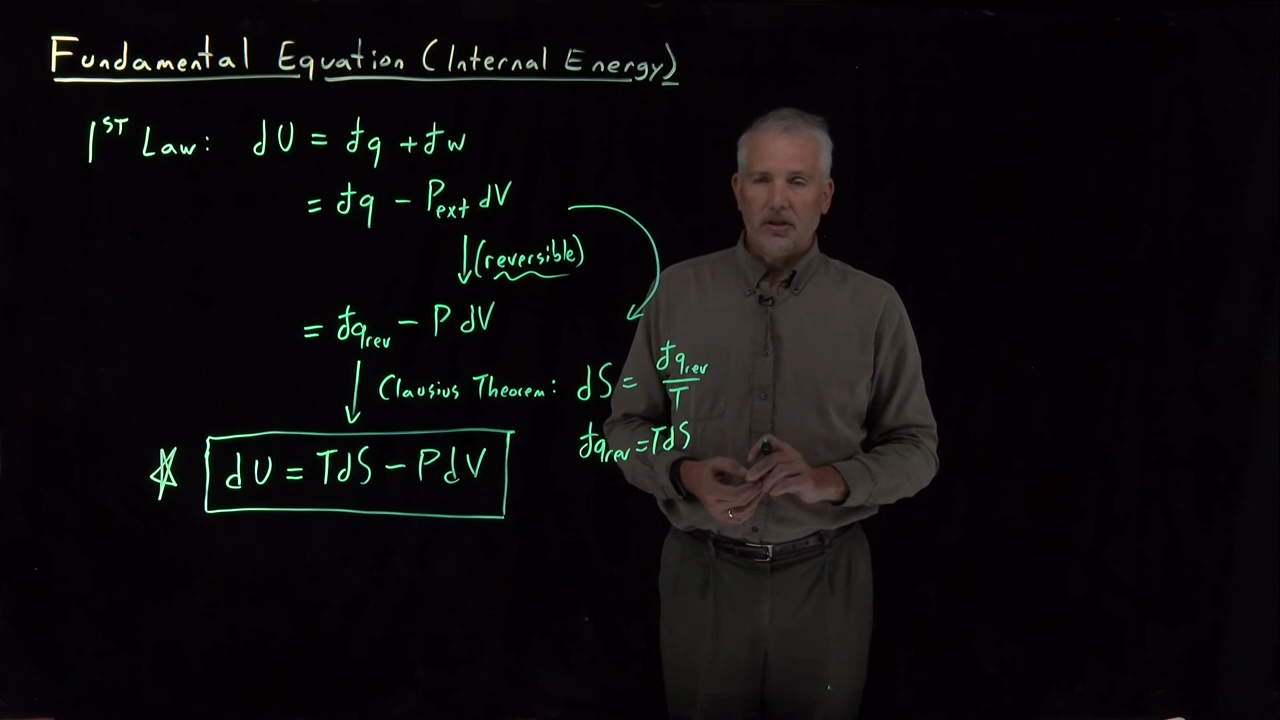 Fundamental Equation (Internal Energy)
1ST Law: dU = đq + đw
= đq - Pext dV
(reversible)
= đqrev - P dV
Clausius Theorem: dS = đqrev / T
đqrev = TdS
☆ dU = TdS - PdV